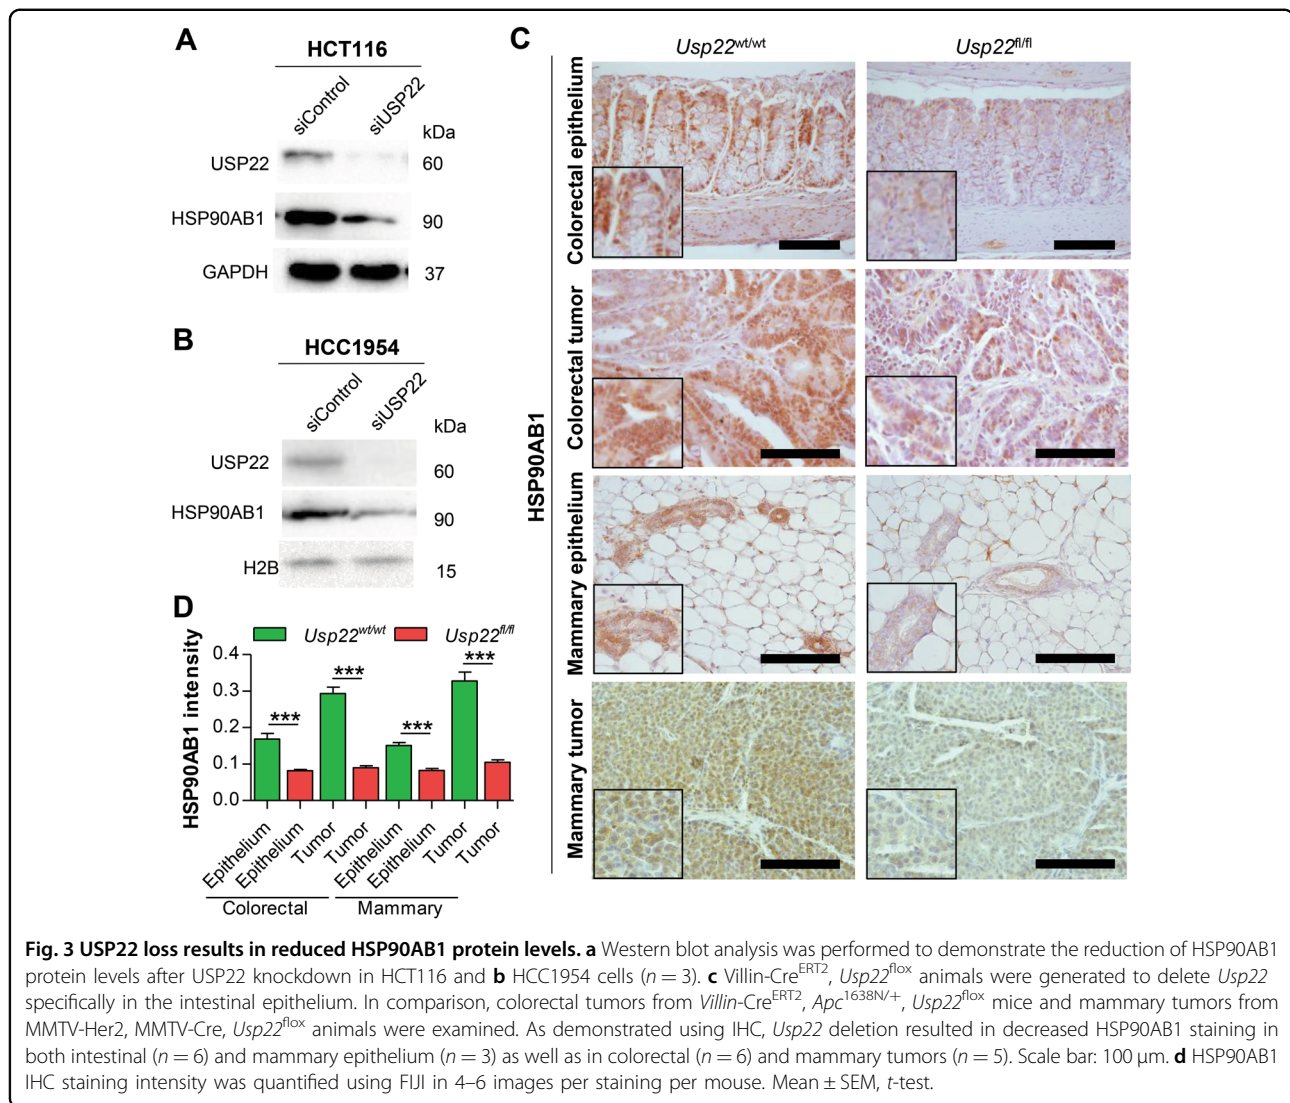 A
HCT116
siControl
siUSP22
kDa
USP22
60
HSP90AB1
90
GAPDH
37
B
HCC1954
siControl
siUSP22
kDa
USP22
60
HSP90AB1
90
H2B
15
C
Usp22wt/wt
Usp22fl/fl
HSP90AB1
Colorectal epithelium
Colorectal tumor
Mammary epithelium
Mammary tumor
D
Usp22wt/wt
Usp22fl/fl
HSP90AB1 intensity
0.4
0.3
0.2
0.1
0.0
***
***
***
***
Epithelium
Epithelium
Tumor
Tumor
Epithelium
Epithelium
Tumor
Tumor
Colorectal
Mammary
Fig. 3 USP22 loss results in reduced HSP90AB1 protein levels. a Western blot analysis was performed to demonstrate the reduction of HSP90AB1
protein levels after USP22 knockdown in HCT116 and b HCC1954 cells (n = 3). c Villin-CreERT2, Usp22flox animals were generated to delete Usp22
specifically in the intestinal epithelium. In comparison, colorectal tumors from Villin-CreERT2, Apc1638N/+, Usp22flox mice and mammary tumors from
MMTV-Her2, MMTV-Cre, Usp22flox animals were examined. As demonstrated using IHC, Usp22 deletion resulted in decreased HSP90AB1 staining in
both intestinal (n = 6) and mammary epithelium (n = 3) as well as in colorectal (n = 6) and mammary tumors (n = 5). Scale bar: 100 µm. d HSP90AB1
IHC staining intensity was quantified using FIJI in 4–6 images per staining per mouse. Mean ± SEM, t-test.